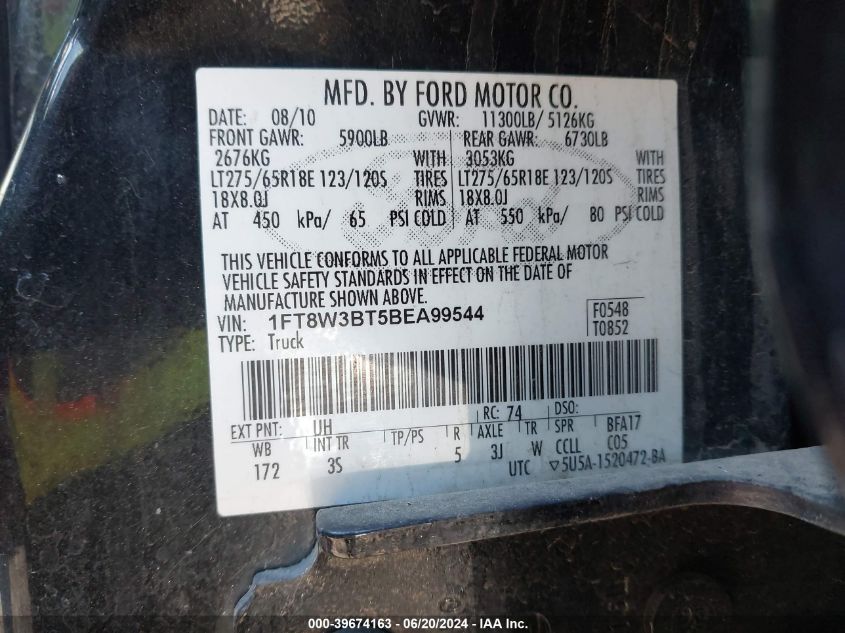 MFD. BY FORD MOTOR CO.
DATE: 08/10 GVWR: 11300LB/ 5126KG
FRONT GAWR: 5900LB REAR GAWR: 6730LB
2676KG WITH 3053KG WITH
LT275/65R18E 123/120S TIRES LT275/65R18E 123/120S TIRES
18X8.0J RIMS 18X8.0J RIMS
AT 450 kPa/ 65 PSI COLD AT 550 kPa/ 80 PSI COLD
THIS VEHICLE CONFORMS TO ALL APPLICABLE FEDERAL MOTOR
VEHICLE SAFETY STANDARDS IN EFFECT ON THE DATE OF
MANUFACTURE SHOWN ABOVE.
VIN: 1FT8W3BT5BEA99544 F0548
TYPE: Truck T0852
EXT PNT: UH RC: 74 DSO:
WB INT TR TP/PS R AXLE TR SPR BFA17
172 3S 5 3J W CCLL C05
UTC ▽5U5A-1520472-BA
000-39674163 - 06/20/2024 - IAA Inc.